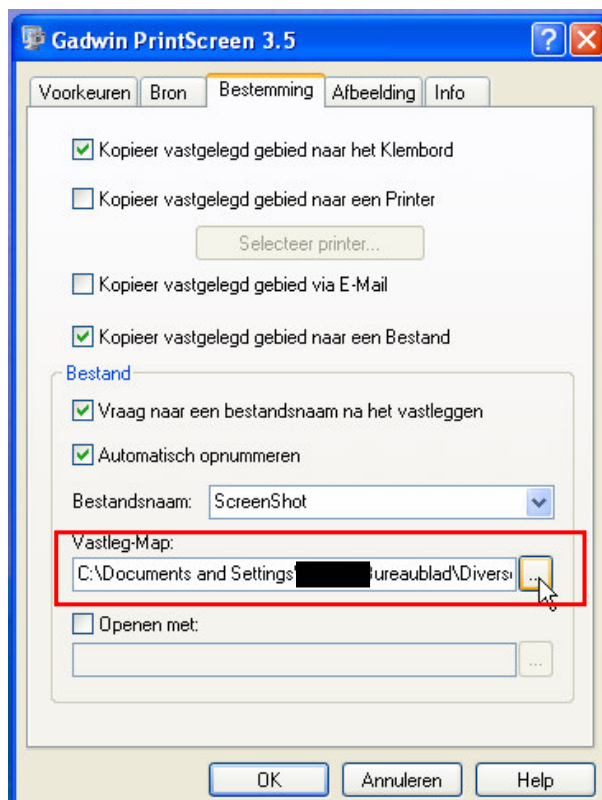 Gadwin PrintScreen 3.5
Voorkeuren Bron Bestemming Afbeelding Info
Kopieer vastgelegd gebied naar het Klembord
Kopieer vastgelegd gebied naar een Printer
Selecteer printer...
Kopieer vastgelegd gebied via E-Mail
Kopieer vastgelegd gebied naar een Bestand
Bestand
Vraag naar een bestandsnaam na het vastleggen
Automatisch opnummeren
Bestandsnaam: ScreenShot
Vastleg-Map:
C:\Documents and Settings\ ureaublad\Divers ...
Openen met:
...
OK Annuleren Help